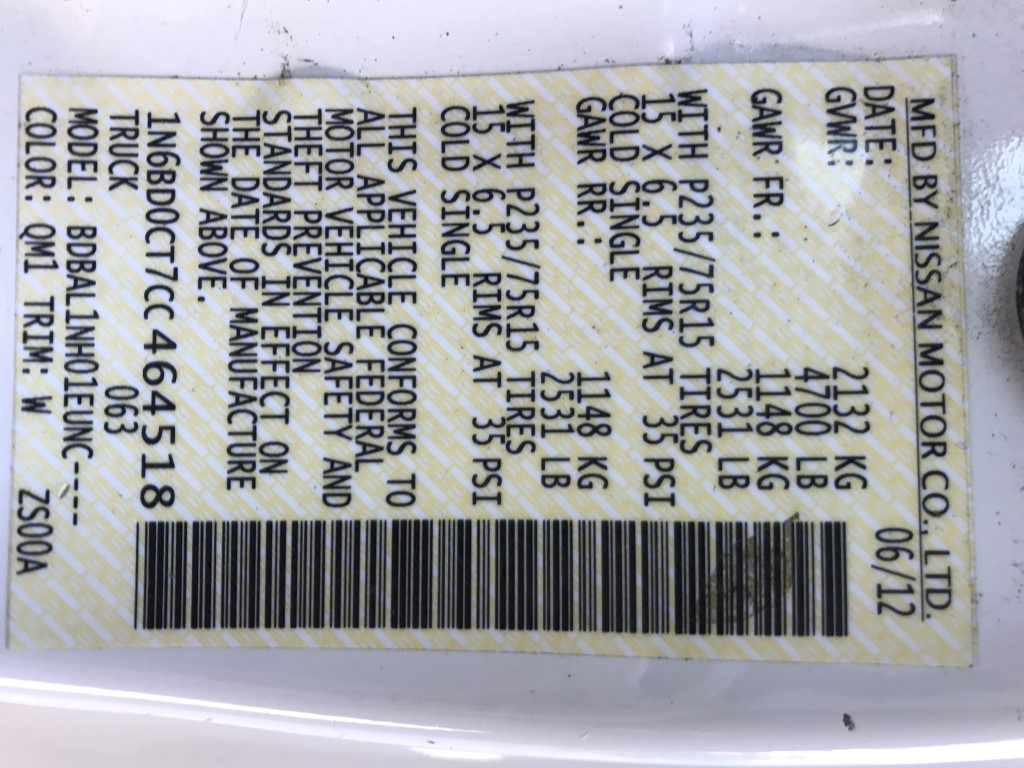 MFD BY NISSAN MOTOR CO., LTD.
DATE: 06/12
GVWR: 2132 KG
4700 LB
GAWR FR.: 1148 KG
2531 LB
WITH P235/75R15 TIRES
15 X 6.5 RIMS AT 35 PSI
COLD SINGLE
GAWR RR.: 1148 KG
2531 LB
WITH P235/75R15 TIRES
15 X 6.5 RIMS AT 35 PSI
COLD SINGLE
THIS VEHICLE CONFORMS TO
ALL APPLICABLE FEDERAL
MOTOR VEHICLE SAFETY AND
THEFT PREVENTION
STANDARDS IN EFFECT ON
THE DATE OF MANUFACTURE
SHOWN ABOVE.
1N6BD0CT7CC464518
TRUCK 063
MODEL: BDBAL1NH01EUNC----
COLOR: QM1 TRIM: W ZS00A